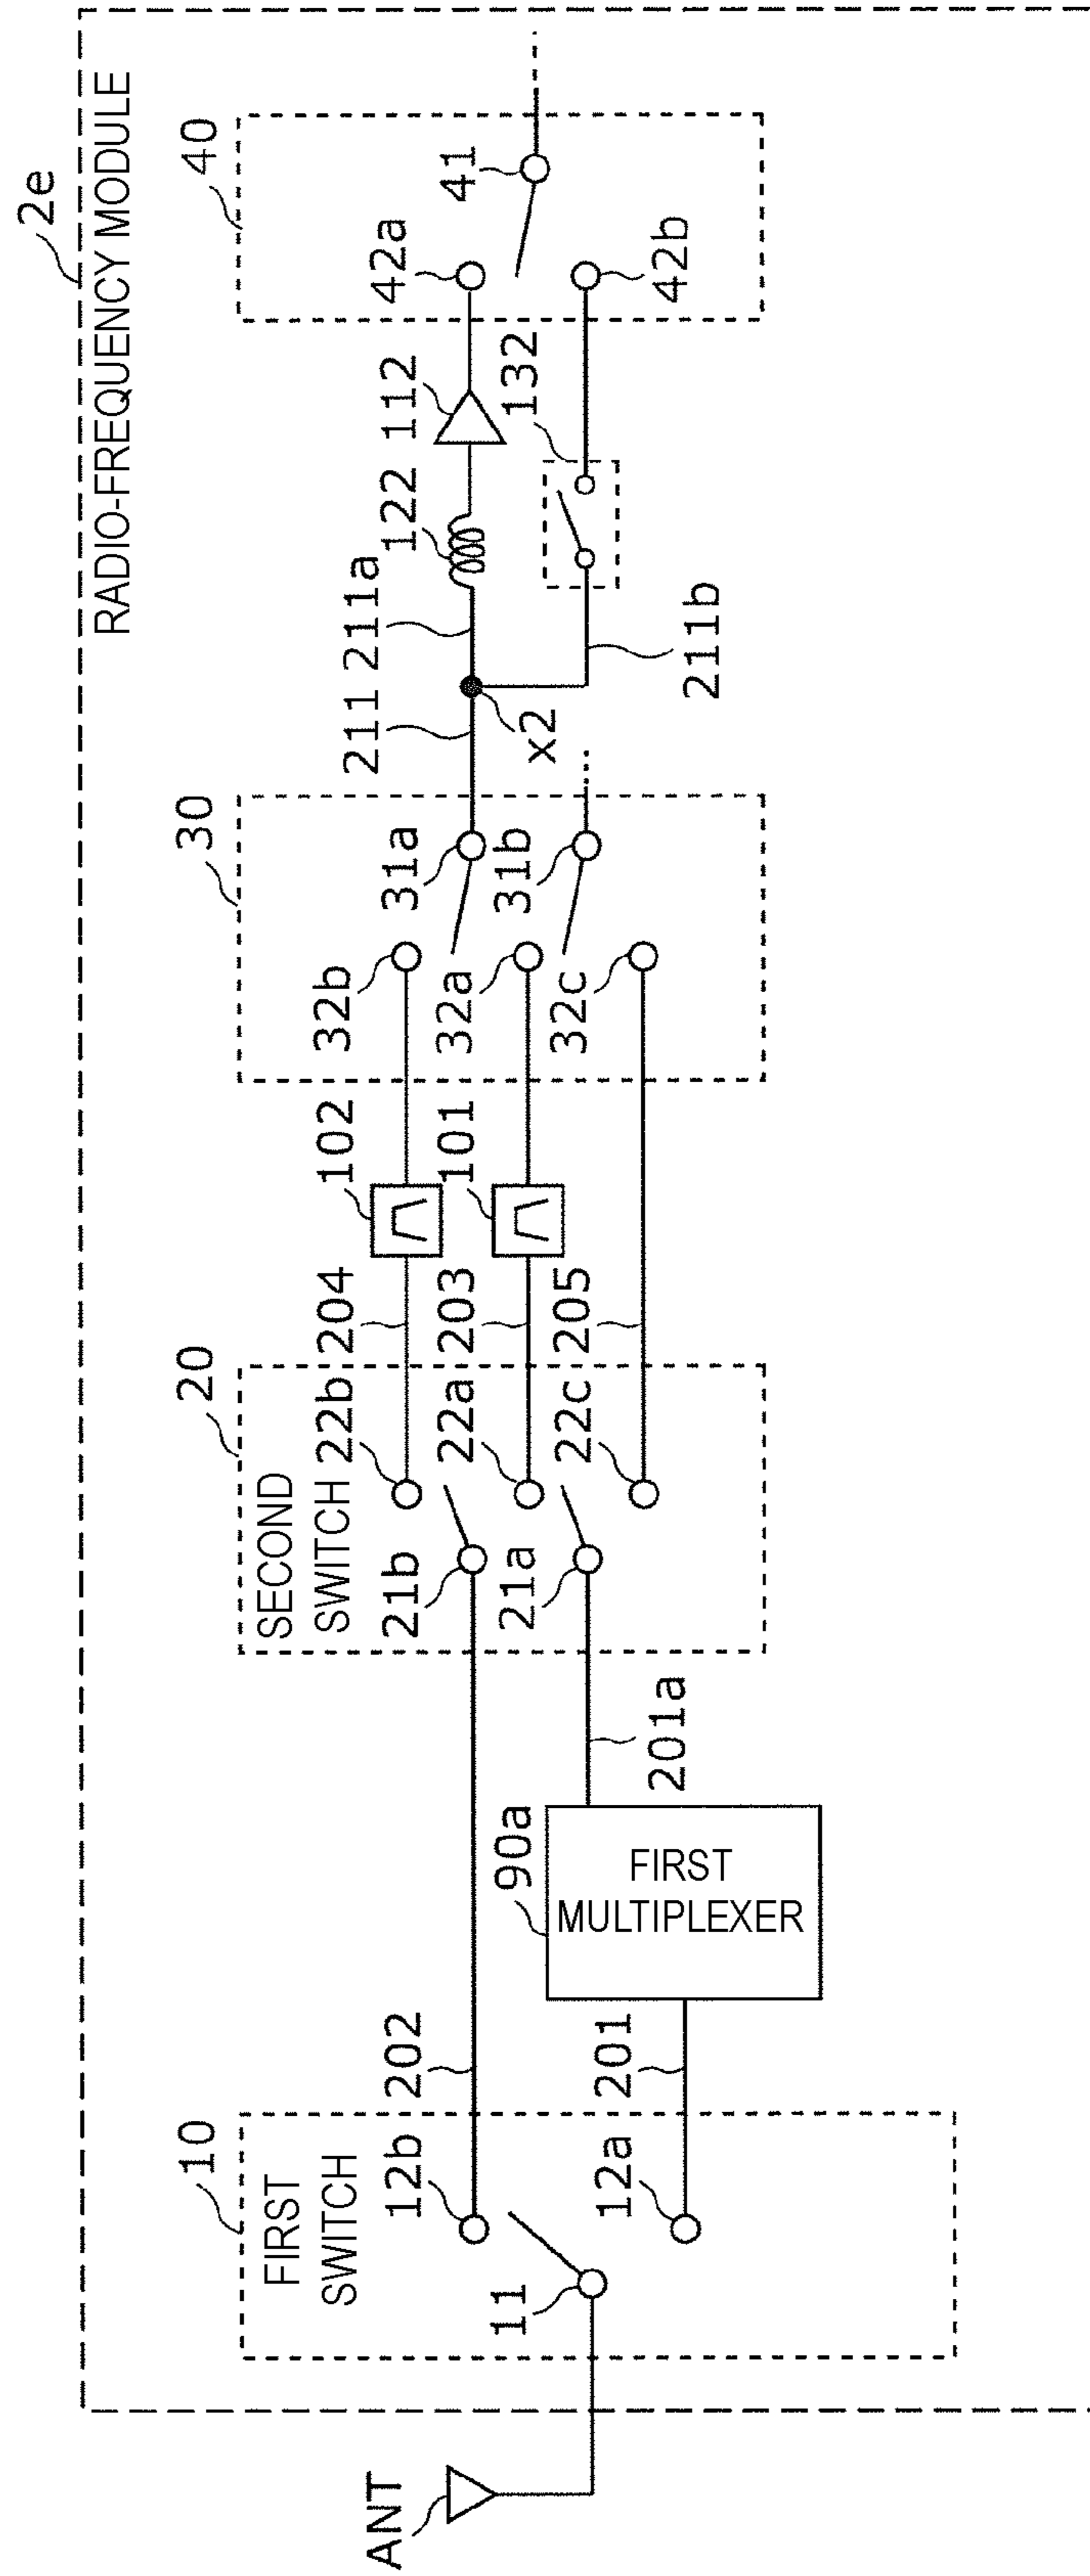 2e
RADIO-FREQUENCY MODULE
10
FIRST
SWITCH
20
SECOND
SWITCH
30
40
12b
202
22b
204
102
32b
211
211a
122
112
42a
21b
22a
203
101
32a
31a
41
ANT
11
x2
132
12a
201
90a
FIRST
MULTIPLEXER
201a
21a
22c
205
32c
31b
...
211b
42b